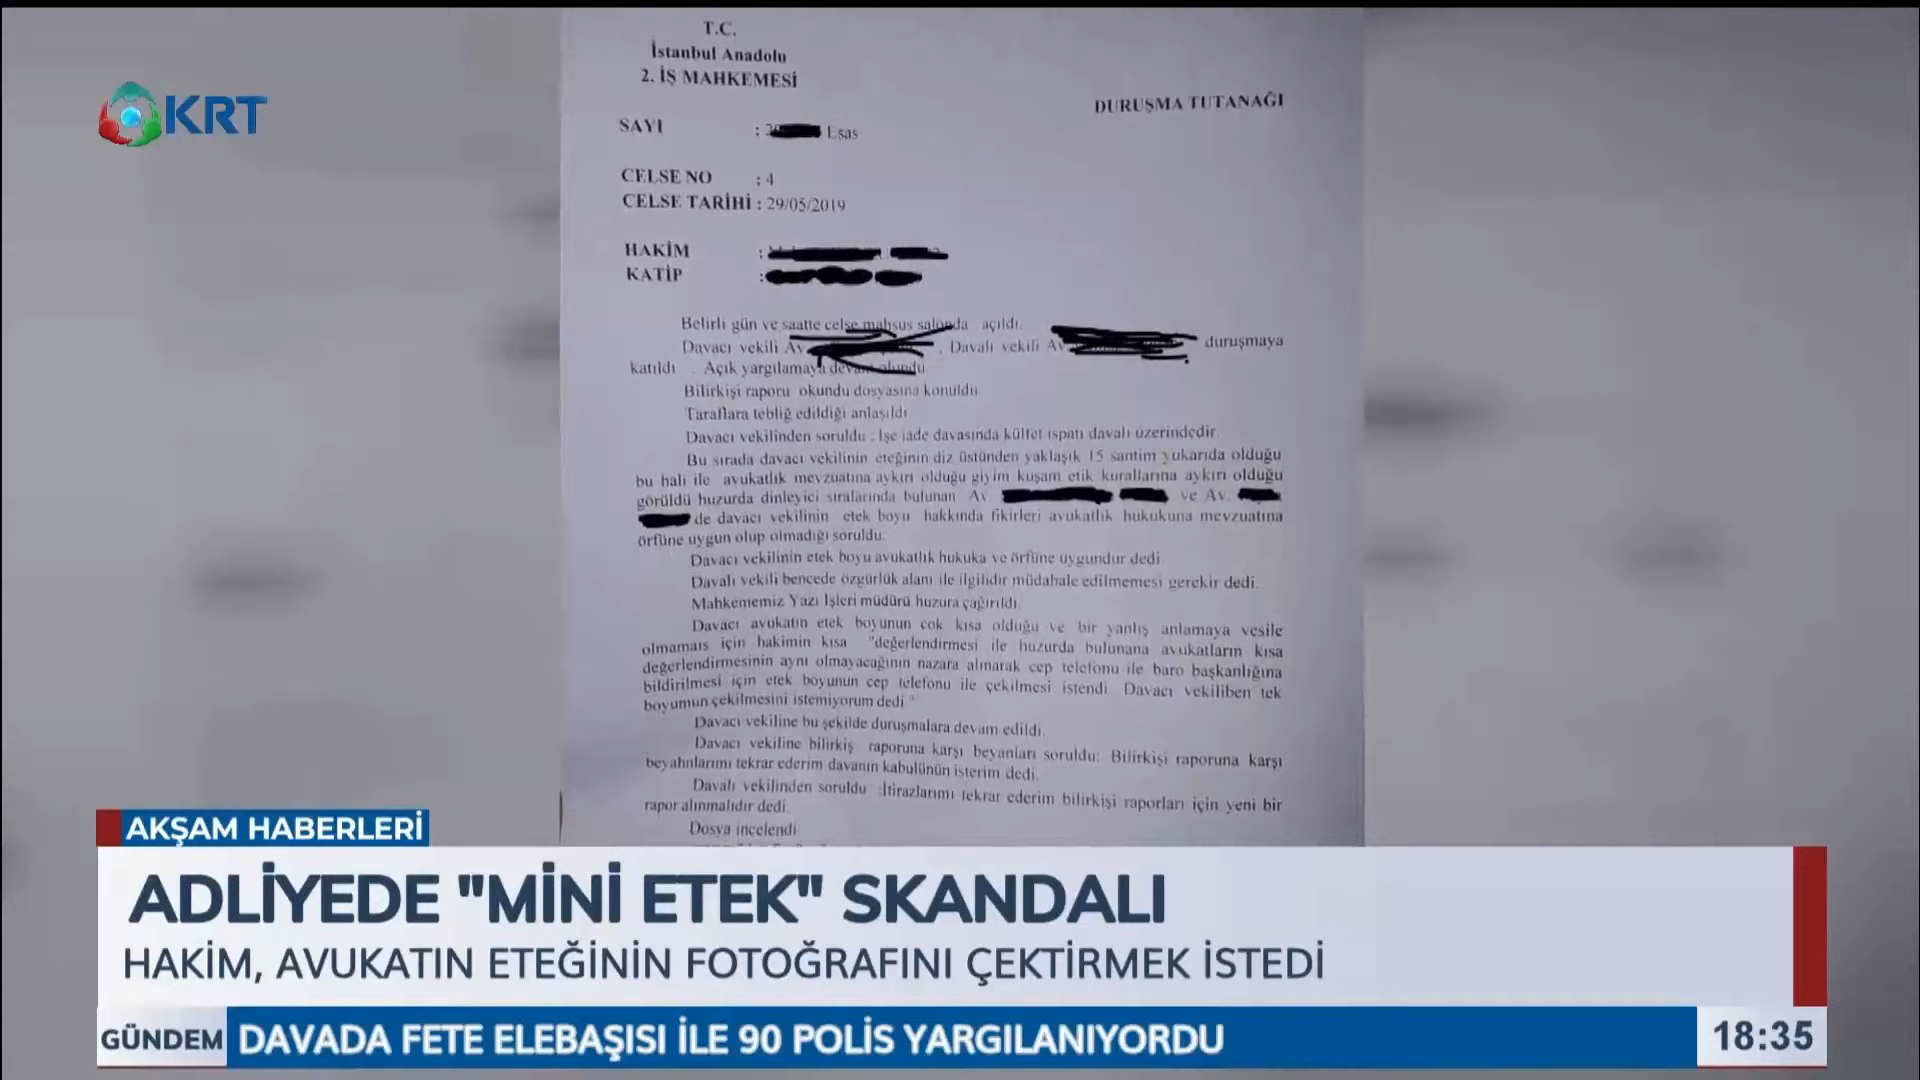 T.C.
İstanbul Anadolu
2. İŞ MAHKEMESİ
KRT
DURUŞMA TUTANAĞI
SAYI : 2 Esas
CELSE NO : 4
CELSE TARİHİ : 29/05/2019
HAKİM :
KATİP :
Belirli gün ve saatte celse mahsus salonda açıldı.
Davacı vekili Av. , Davalı vekili Av duruşmaya
katıldı . Açık yargılamaya devam olundu
Bilirkişi raporu okundu dosyasına konuldu
Taraflara tebliğ edildiği anlaşıldı
Davacı vekilinden soruldu : İşe iade davasında külfet ispatı davalı üzerindedir
Bu sırada davacı vekilinin eteğinin diz üstünden yaklaşık 15 santim yukarıda olduğu
bu hali ile avukatlık mevzuatına aykırı olduğu giyim kuşam etik kurallarına aykırı olduğu
görüldü huzurda dinleyici sıralarında bulunan Av. ve Av.
de davacı vekilinin etek boyu hakkında fikirleri avukatlık hukukuna mevzuatına
örfüne uygun olup olmadığı soruldu.
Davacı vekilinin etek boyu avukatlık hukuka ve örfüne uygundur dedi
Davalı vekili bencede özgürlük alanı ile ilgilidir müdahale edilmemesi gerekir dedi.
Mahkememiz Yazı İşleri müdürü huzura çağırıldı
Davacı avukatın etek boyunun çok kısa olduğu ve bir yanlış anlamaya vesile
olmamaıs için hakimin kısa "değerlendirmesi ile huzurda bulunana avukatların kısa
değerlendirmesinin aynı olmayacağının nazara alınarak cep telefonu ile baro başkanlığına
bildirilmesi için etek boyunun cep telefonu ile çekilmesi istendi. Davacı vekiliben tek
boyumun çekilmesini istemiyorum dedi "
Davacı vekiline bu şekilde duruşmalara devam edildi.
Davacı vekiline bilirkiş raporuna karşı beyanları soruldu: Bilirkişi raporuna karşı
beyahnlarımı tekrar ederim davanın kabulünün isterim dedi.
Davalı vekilinden soruldu :İtirazlarımı tekrar ederim bilirkişi raporları için yeni bir
rapor alınmalıdır dedi.
Dosya incelendi
AKŞAM HABERLERİ
ADLİYEDE "MİNİ ETEK" SKANDALI
HAKİM, AVUKATIN ETEĞİNİN FOTOĞRAFINI ÇEKTİRMEK İSTEDİ
GÜNDEM DAVADA FETE ELEBAŞISI İLE 90 POLİS YARGILANIYORDU 18:35